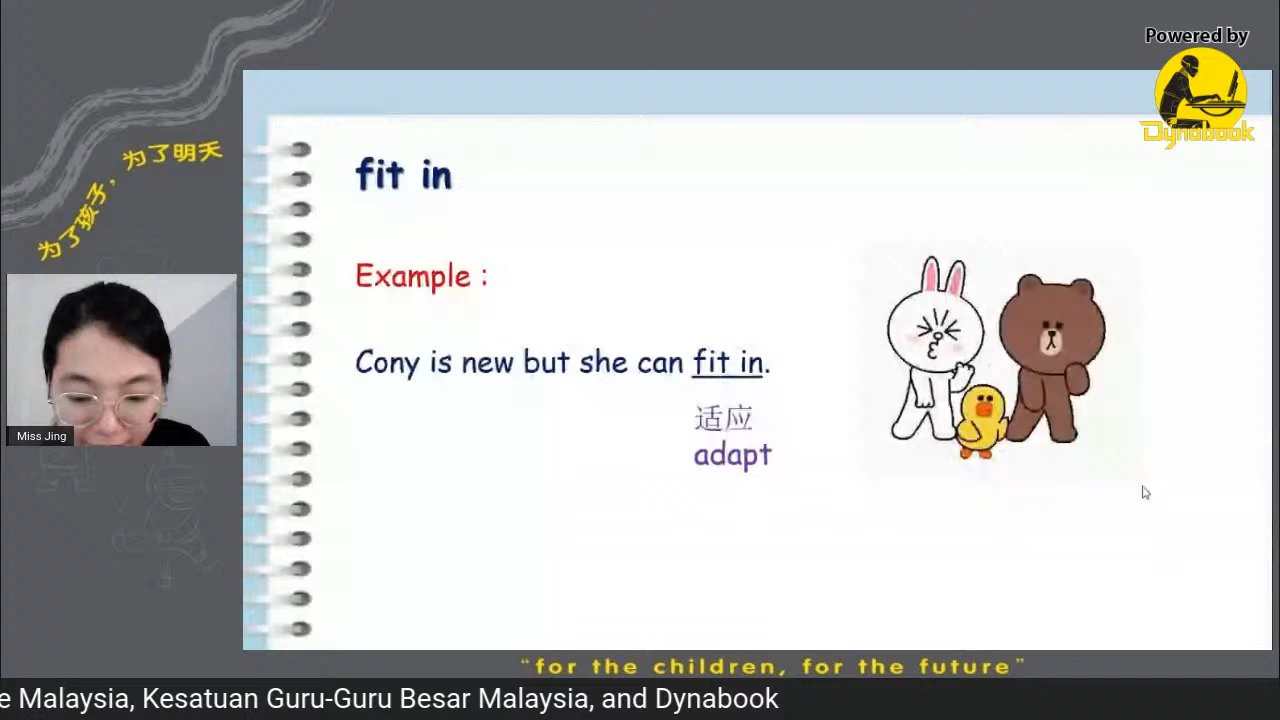 Powered by
Dynabook
为了孩子，为了明天
fit in
Example :
Cony is new but she can fit in.
适应
adapt
Miss Jing
“for the children, for the future”
e Malaysia, Kesatuan Guru-Guru Besar Malaysia, and Dynabook